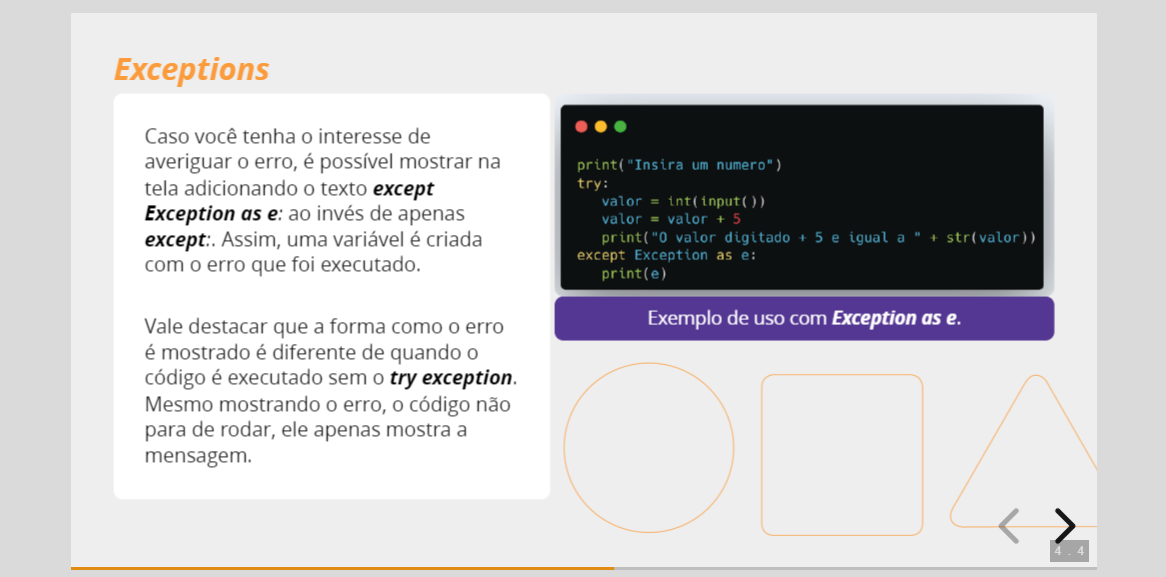 Exceptions
Caso você tenha o interesse de
averiguar o erro, é possível mostrar na
tela adicionando o texto except
Exception as e: ao invés de apenas
except:. Assim, uma variável é criada
com o erro que foi executado.
Vale destacar que a forma como o erro
é mostrado é diferente de quando o
código é executado sem o try exception.
Mesmo mostrando o erro, o código não
para de rodar, ele apenas mostra a
mensagem.
print("Insira um numero")
try:
valor = int(input())
valor = valor + 5
print("O valor digitado + 5 e igual a " + str(valor))
except Exception as e:
print(e)
Exemplo de uso com Exception as e.
4 . 4